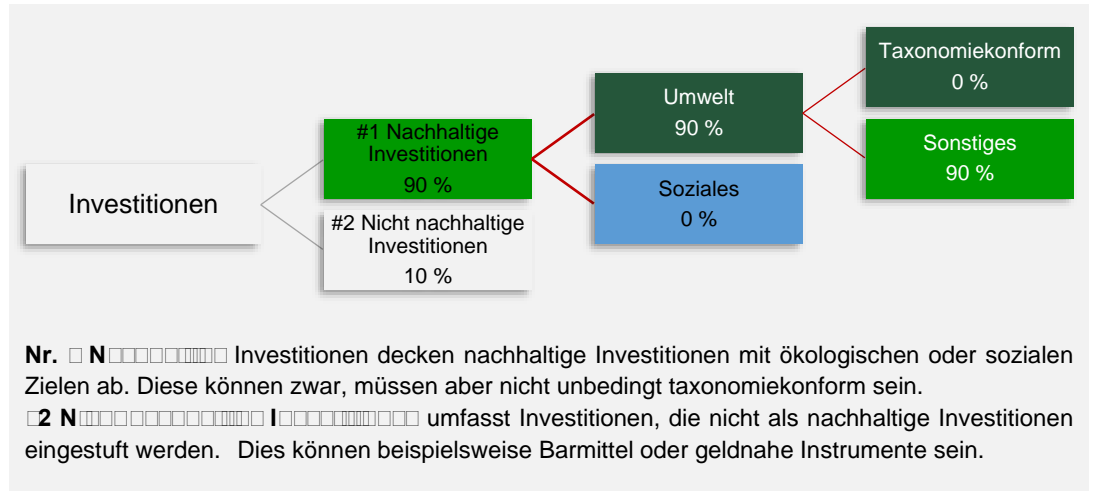 Taxonomiekonform
0 %
Umwelt
90 %
#1 Nachhaltige
Investitionen
90 %
Sonstiges
90 %
Investitionen
Soziales
0 %
#2 Nicht nachhaltige
Investitionen
10 %
Nr. Investitionen decken nachhaltige Investitionen mit ökologischen oder sozialen
Zielen ab. Diese können zwar, müssen aber nicht unbedingt taxonomiekonform sein.
umfasst Investitionen, die nicht als nachhaltige Investitionen
eingestuft werden. Dies können beispielsweise Barmittel oder geldnahe Instrumente sein.